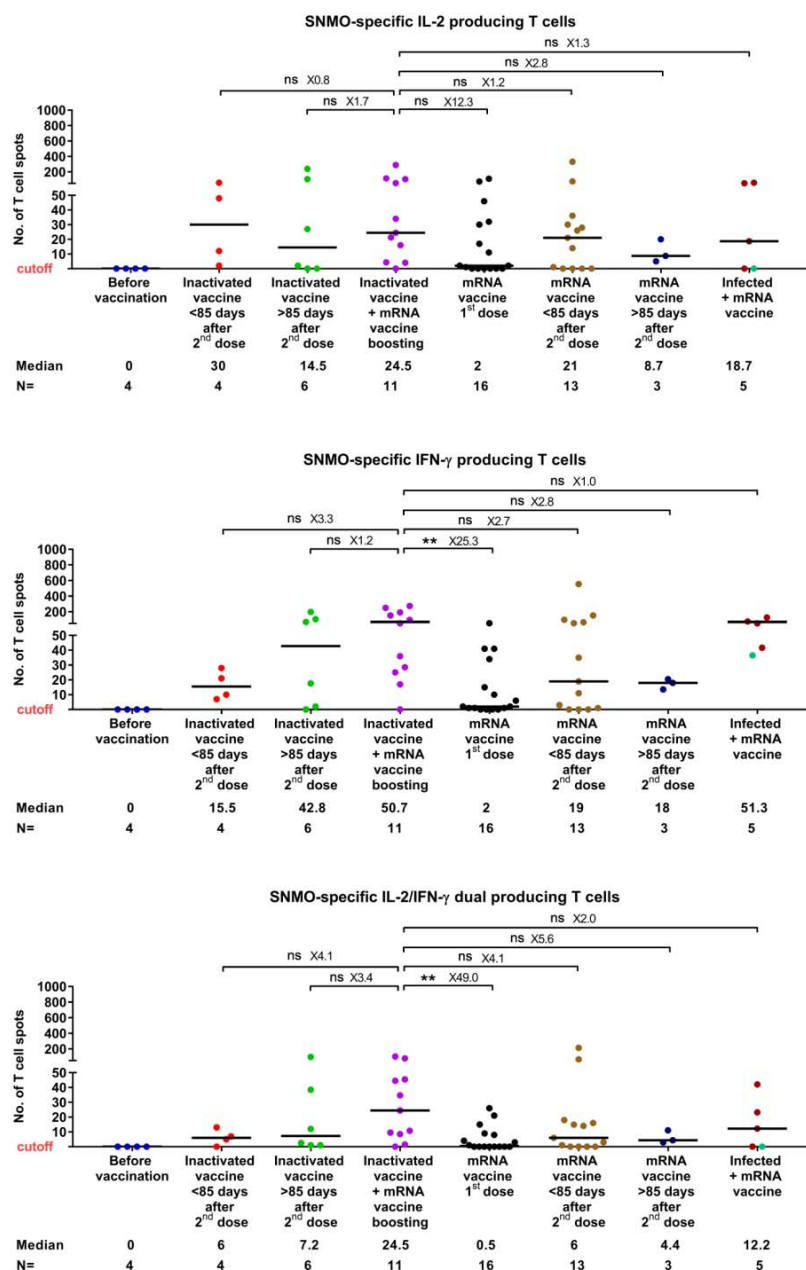 SNMO-specific IL-2 producing T cells
ns X1.3
ns X2.8
ns X0.8
ns X1.2
ns X1.7
ns X12.3
No. of T cell spots
1000
800
600
400
200
50
40
30
20
10
cutoff
Before vaccination
Inactivated vaccine <85 days after 2nd dose
Inactivated vaccine >85 days after 2nd dose
Inactivated vaccine + mRNA vaccine boosting
mRNA vaccine 1st dose
mRNA vaccine <85 days after 2nd dose
mRNA vaccine >85 days after 2nd dose
Infected + mRNA vaccine
Median 0 30 14.5 24.5 2 21 8.7 18.7
N= 4 4 6 11 16 13 3 5
SNMO-specific IFN-γ producing T cells
ns X1.0
ns X2.8
ns X3.3
ns X2.7
ns X1.2
** X25.3
No. of T cell spots
1000
800
600
400
200
50
40
30
20
10
cutoff
Before vaccination
Inactivated vaccine <85 days after 2nd dose
Inactivated vaccine >85 days after 2nd dose
Inactivated vaccine + mRNA vaccine boosting
mRNA vaccine 1st dose
mRNA vaccine <85 days after 2nd dose
mRNA vaccine >85 days after 2nd dose
Infected + mRNA vaccine
Median 0 15.5 42.8 50.7 2 19 18 51.3
N= 4 4 6 11 16 13 3 5
SNMO-specific IL-2/IFN-γ dual producing T cells
ns X2.0
ns X5.6
ns X4.1
ns X4.1
ns X3.4
** X49.0
No. of T cell spots
1000
800
600
400
200
50
40
30
20
10
cutoff
Before vaccination
Inactivated vaccine <85 days after 2nd dose
Inactivated vaccine >85 days after 2nd dose
Inactivated vaccine + mRNA vaccine boosting
mRNA vaccine 1st dose
mRNA vaccine <85 days after 2nd dose
mRNA vaccine >85 days after 2nd dose
Infected + mRNA vaccine
Median 0 6 7.2 24.5 0.5 6 4.4 12.2
N= 4 4 6 11 16 13 3 5